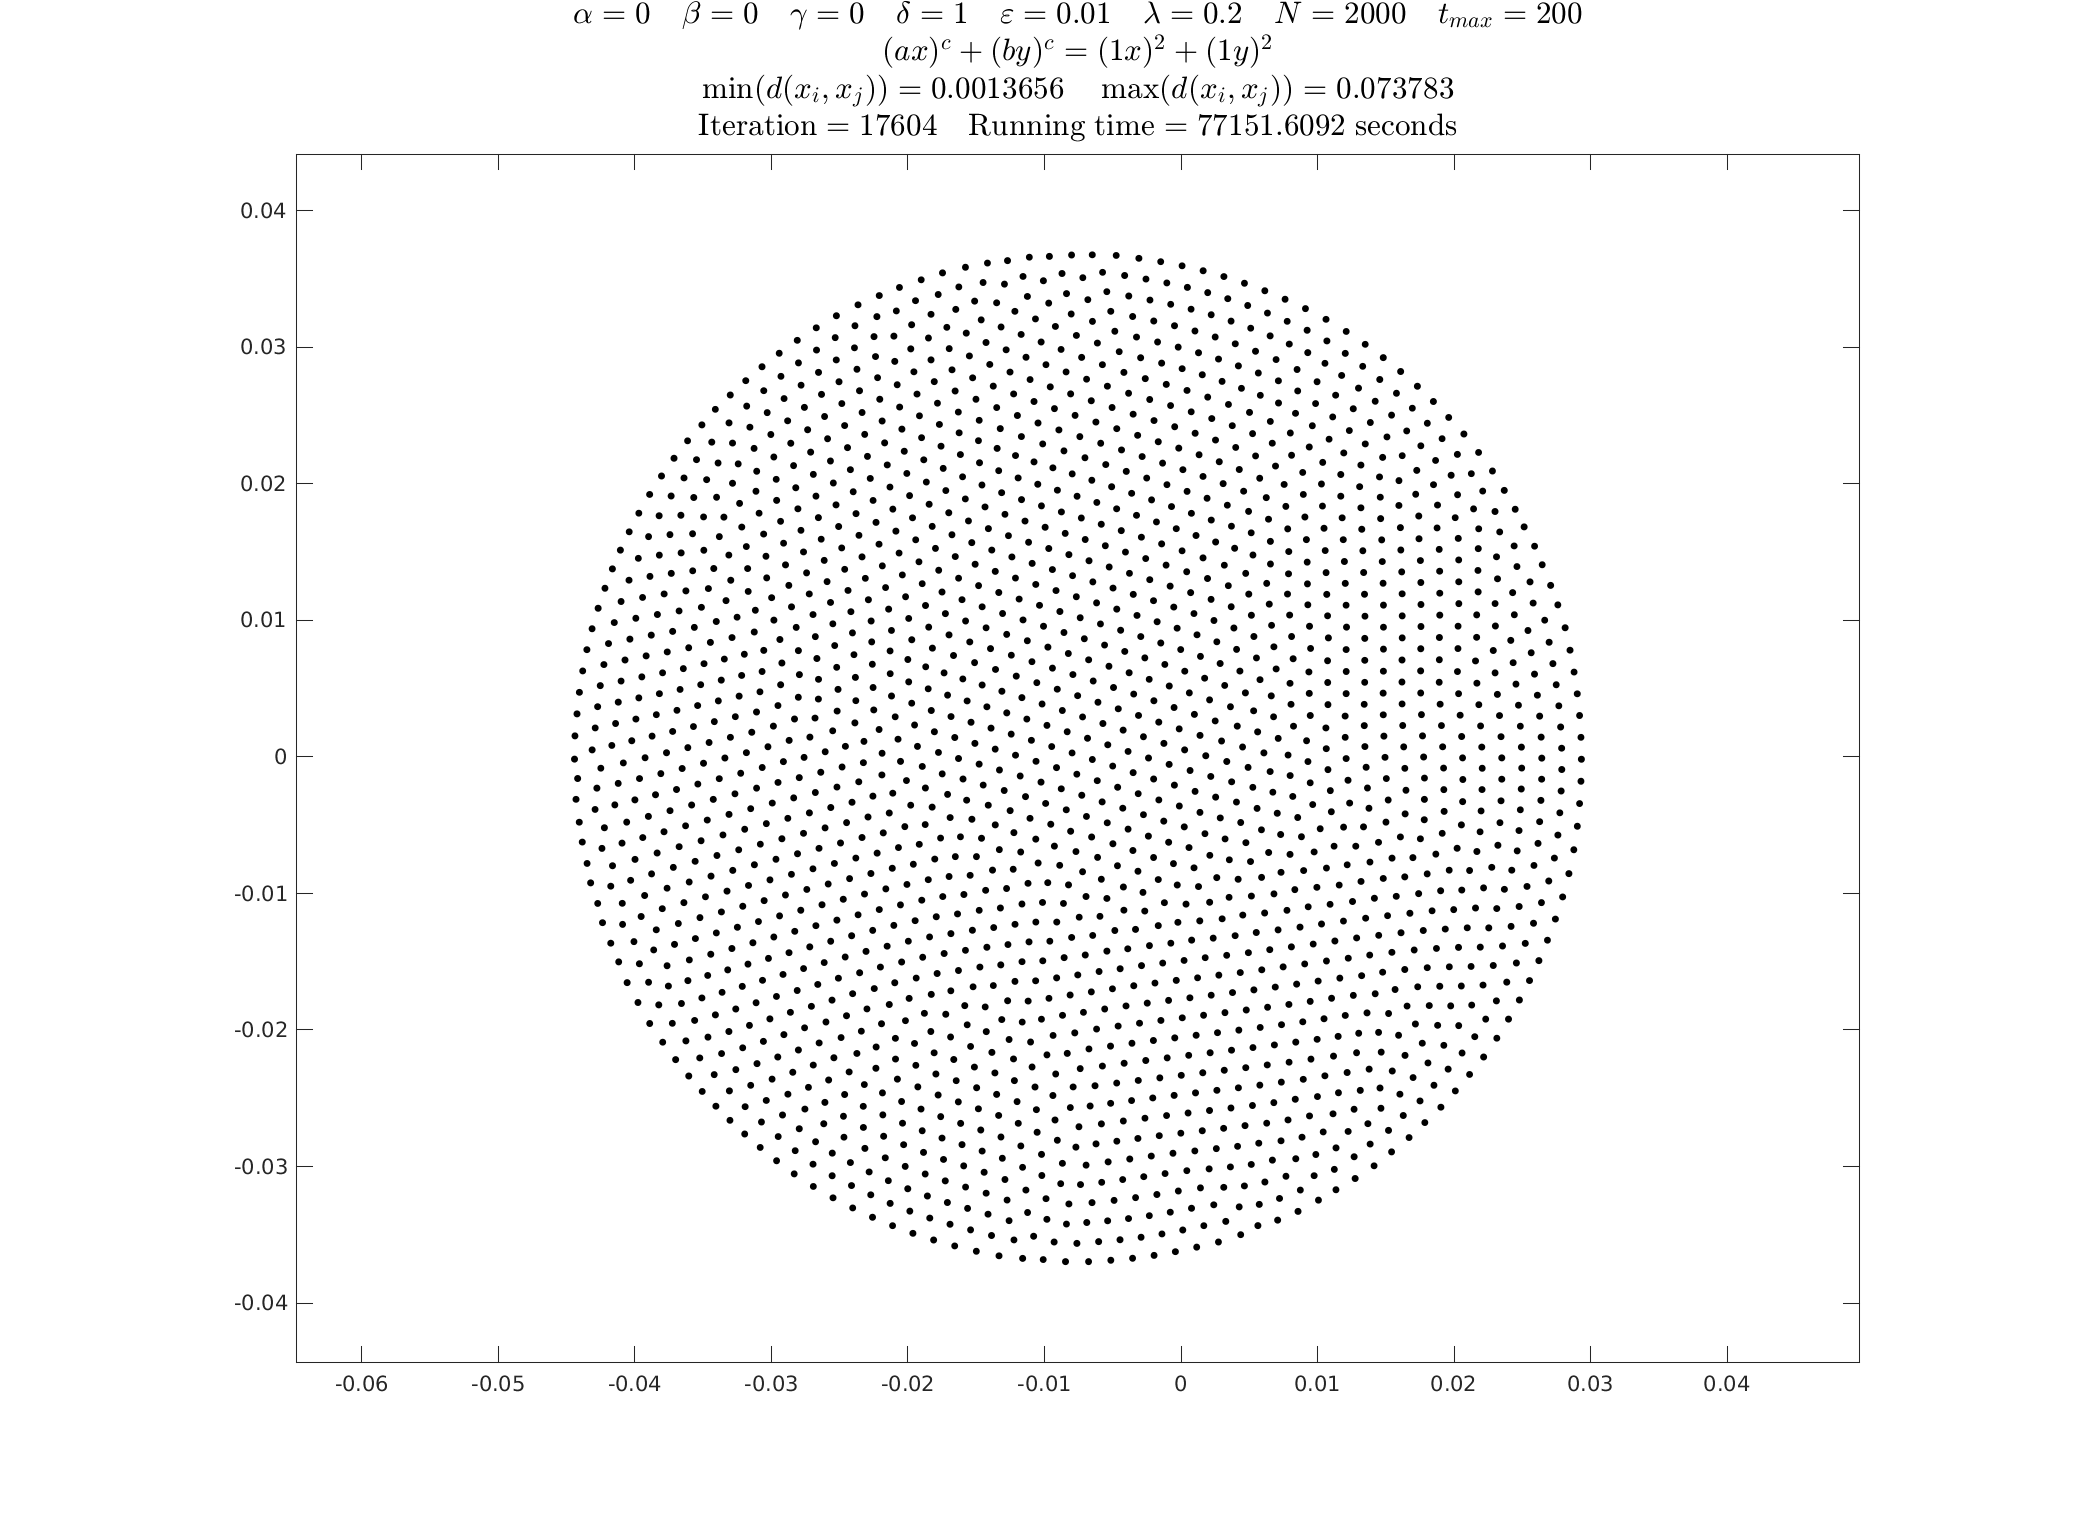 α = 0 β = 0 γ = 0 δ = 1 ε = 0.01 λ = 0.2 N = 2000 t_{max} = 200
(ax)^c + (by)^c = (1x)^2 + (1y)^2
min(d(x_i, x_j)) = 0.0013656 max(d(x_i, x_j)) = 0.073783
Iteration = 17604 Running time = 77151.6092 seconds
0.04
0.03
0.02
0.01
0
-0.01
-0.02
-0.03
-0.04
-0.06 -0.05 -0.04 -0.03 -0.02 -0.01 0 0.01 0.02 0.03 0.04